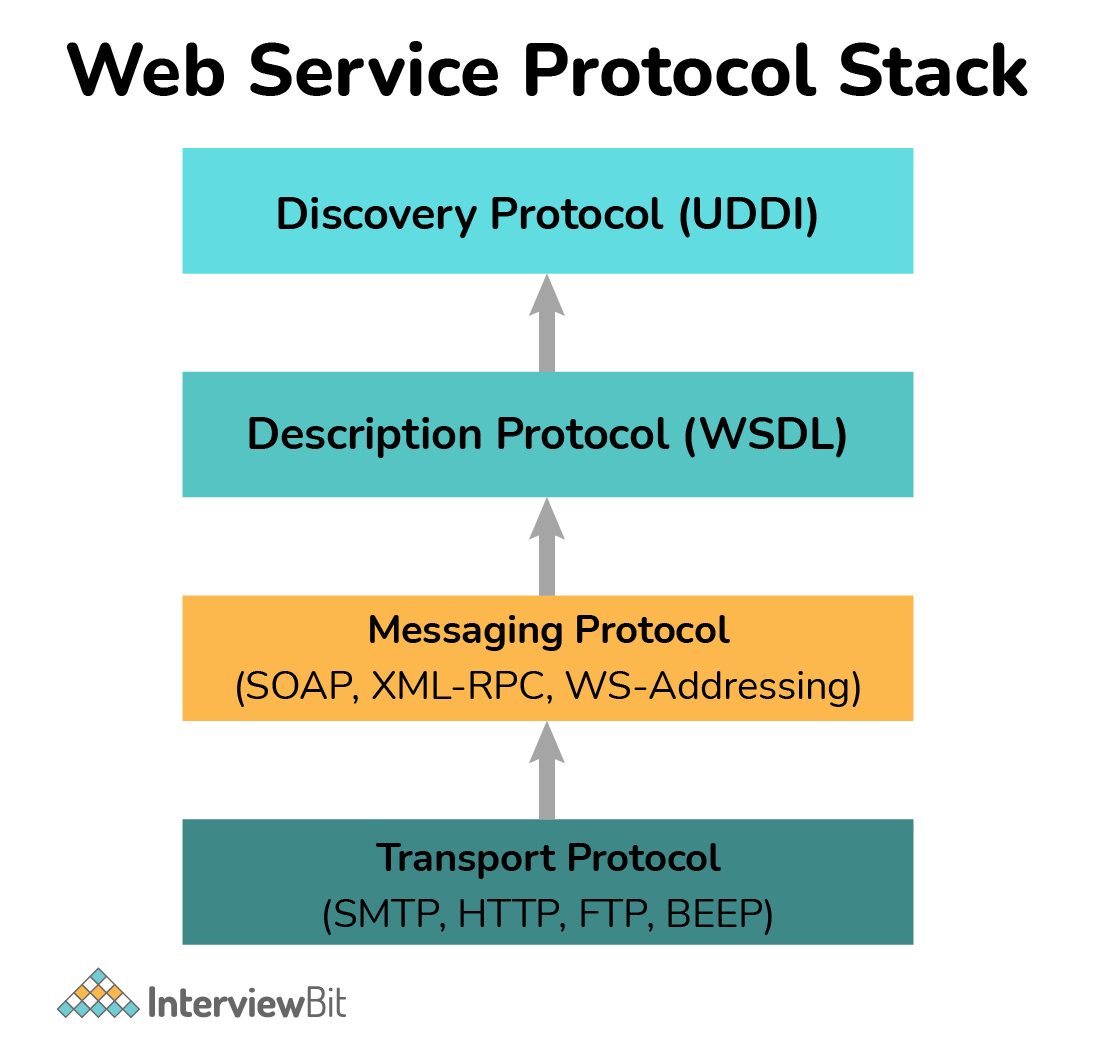 Web Service Protocol Stack
Discovery Protocol (UDDI)
Description Protocol (WSDL)
Messaging Protocol
(SOAP, XML-RPC, WS-Addressing)
Transport Protocol
(SMTP, HTTP, FTP, BEEP)
InterviewBit